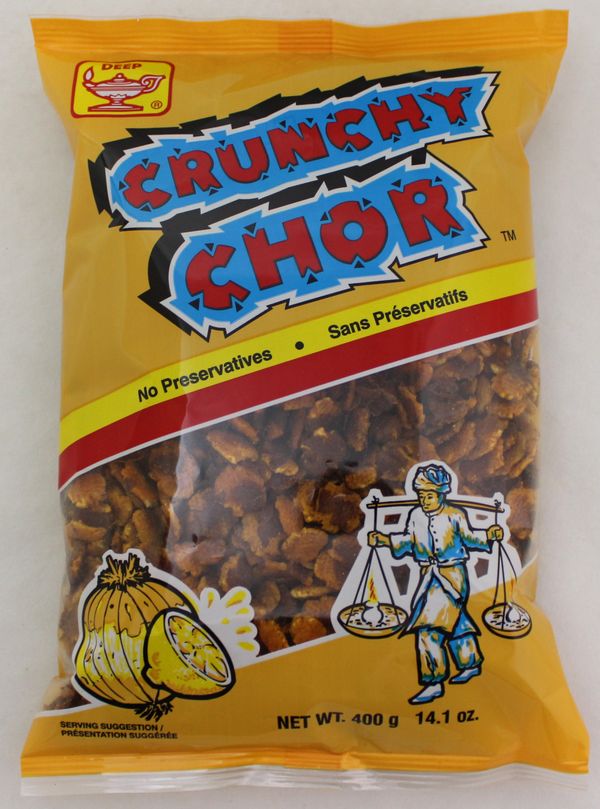 DEEP
®
CRUNCHY
CHOR
TM
No Preservatives • Sans Préservatifs
SERVING SUGGESTION /
PRÉSENTATION SUGGÉRÉE
NET WT. 400 g 14.1 oz.